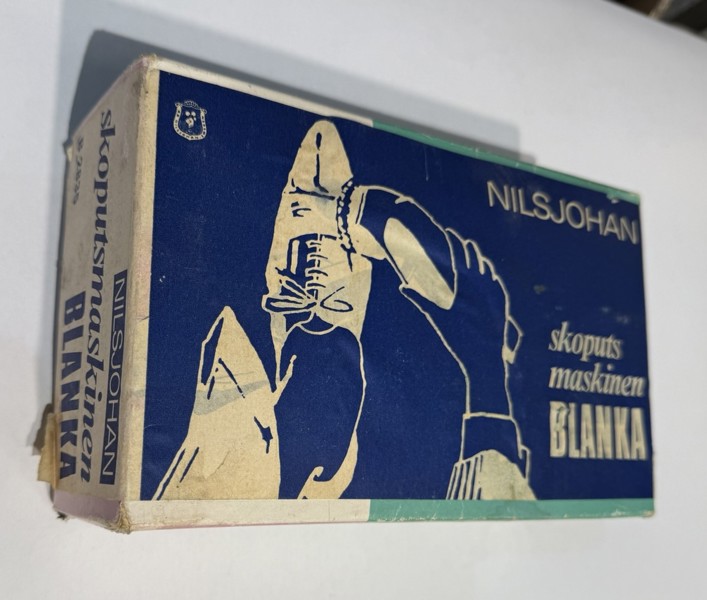 NILSJOHAN
skoputs
maskinen
BLANKA
skoputsmaskinen
NILSJOHAN
BLANKA